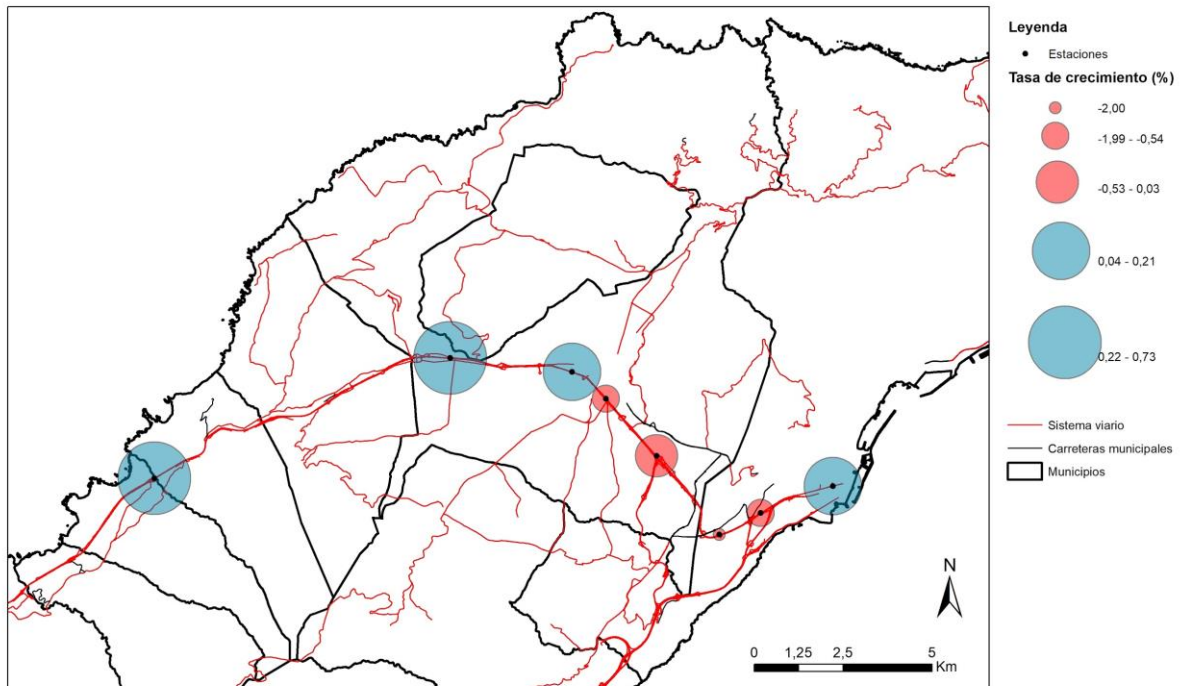 Leyenda
Estaciones
Tasa de crecimiento (%)
-2,00
-1,99 - -0,54
-0,53 - 0,03
0,04 - 0,21
0,22 - 0,73
Sistema viario
Carreteras municipales
Municipios
N
0 1,25 2,5 5
Km